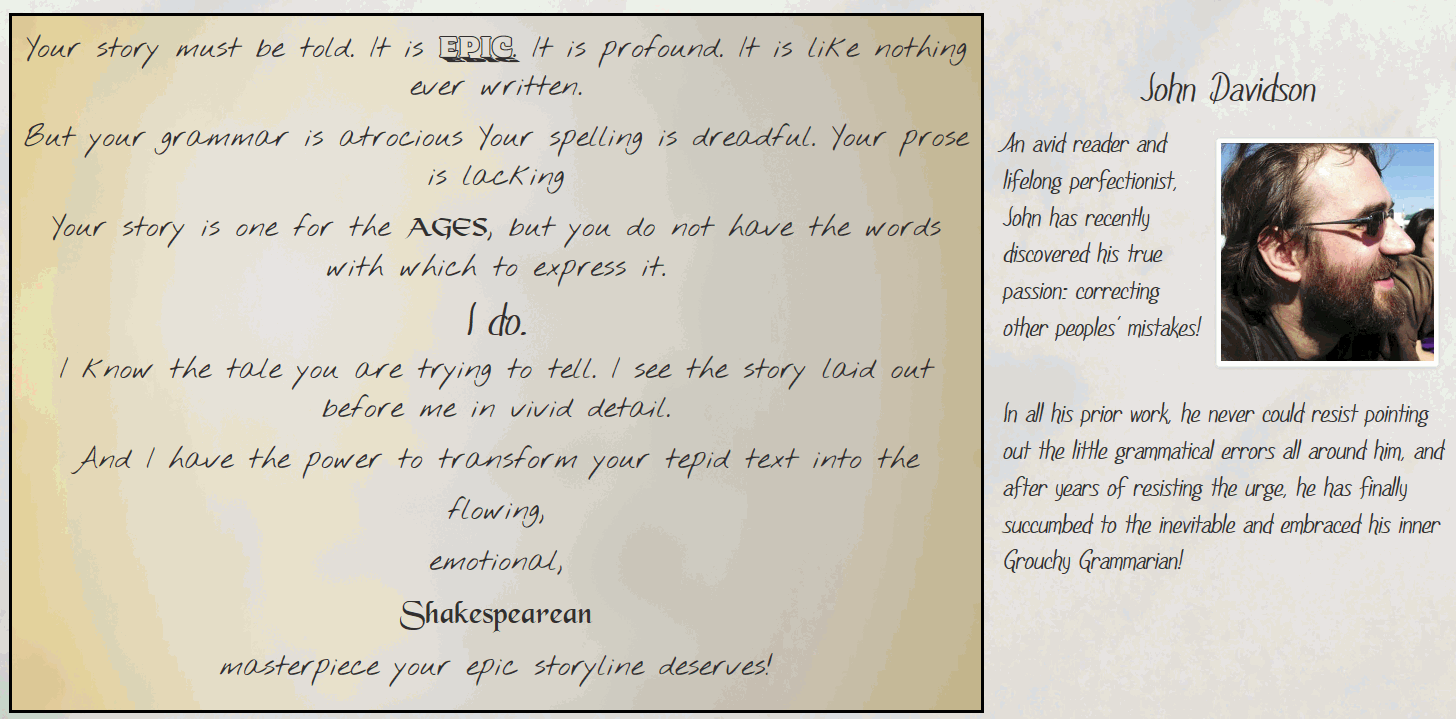 Your story must be told. It is EPIC. It is profound. It is like nothing
ever written.
But your grammar is atrocious Your spelling is dreadful. Your prose
is lacking
Your story is one for the AGES, but you do not have the words
with which to express it.
I do.
I know the tale you are trying to tell. I see the story laid out
before me in vivid detail.
And I have the power to transform your tepid text into the
flowing,
emotional,
Shakespearean
masterpiece your epic storyline deserves!
John Davidson
An avid reader and
lifelong perfectionist,
John has recently
discovered his true
passion: correcting
other peoples' mistakes!
In all his prior work, he never could resist pointing
out the little grammatical errors all around him, and
after years of resisting the urge, he has finally
succumbed to the inevitable and embraced his inner
Grouchy Grammarian!